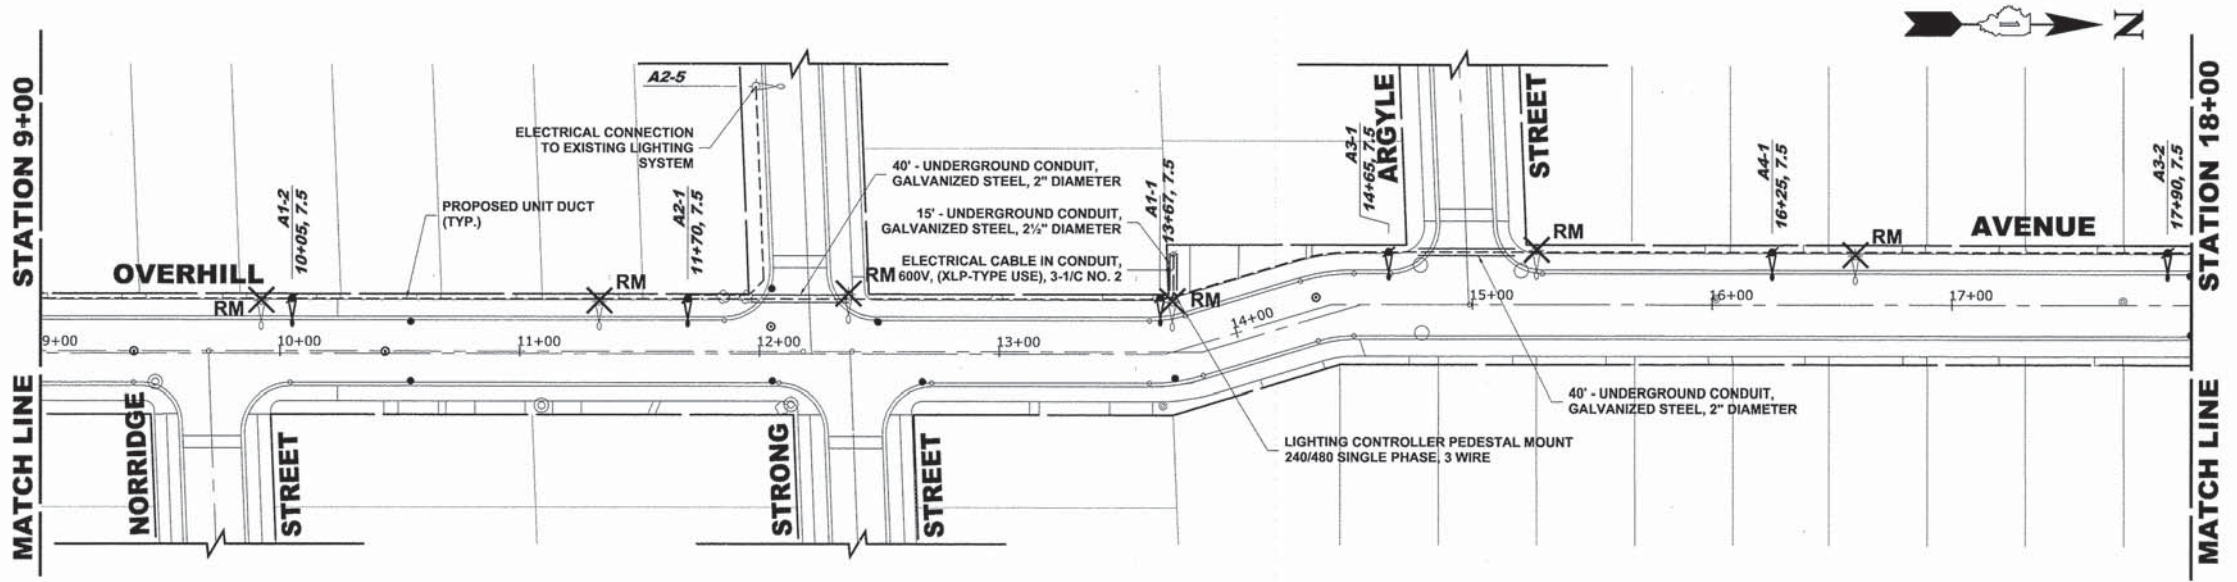 N
STATION 9+00
MATCH LINE
OVERHILL
RM
A1-2
10+05, 7.5
PROPOSED UNIT DUCT
(TYP.)
RM
A2-1
11+70, 7.5
A2-5
ELECTRICAL CONNECTION
TO EXISTING LIGHTING
SYSTEM
40' - UNDERGROUND CONDUIT,
GALVANIZED STEEL, 2" DIAMETER
15' - UNDERGROUND CONDUIT,
GALVANIZED STEEL, 2½" DIAMETER
ELECTRICAL CABLE IN CONDUIT,
600V, (XLP-TYPE USE), 3-1/C NO. 2
RM
A1-1
13+67, 7.5
RM
A3-1
14+65, 7.5
ARGYLE
STREET
RM
A4-1
16+25, 7.5
RM
AVENUE
A3-2
17+90, 7.5
STATION 18+00
MATCH LINE
9+00
10+00
11+00
12+00
13+00
14+00
15+00
16+00
17+00
NORRIDGE
STREET
STRONG
STREET
40' - UNDERGROUND CONDUIT,
GALVANIZED STEEL, 2" DIAMETER
LIGHTING CONTROLLER PEDESTAL MOUNT
240/480 SINGLE PHASE, 3 WIRE